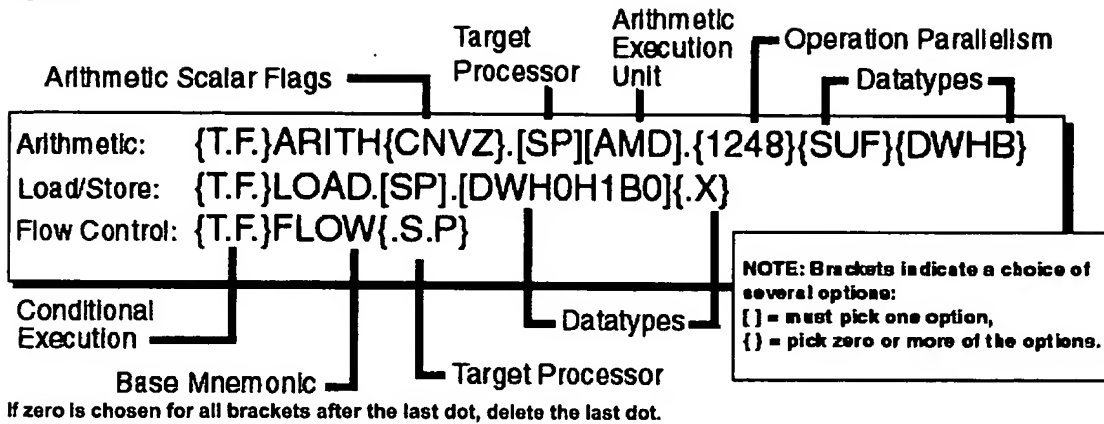 Arithmetic Scalar Flags
Target
Processor
Arithmetic
Execution
Unit
Operation Parallelism
Datatypes
Arithmetic: {T.F.}ARITH{CNVZ}.[SP][AMD].{1248}{SUF}{DWHB}
Load/Store: {T.F.}LOAD.[SP].[DWH0H1B0]{.X}
Flow Control: {T.F.}FLOW{.S.P}
Conditional
Execution
Base Mnemonic
Target Processor
Datatypes
NOTE: Brackets indicate a choice of
several options:
[ ] = must pick one option,
{ } = pick zero or more of the options.
If zero is chosen for all brackets after the last dot, delete the last dot.